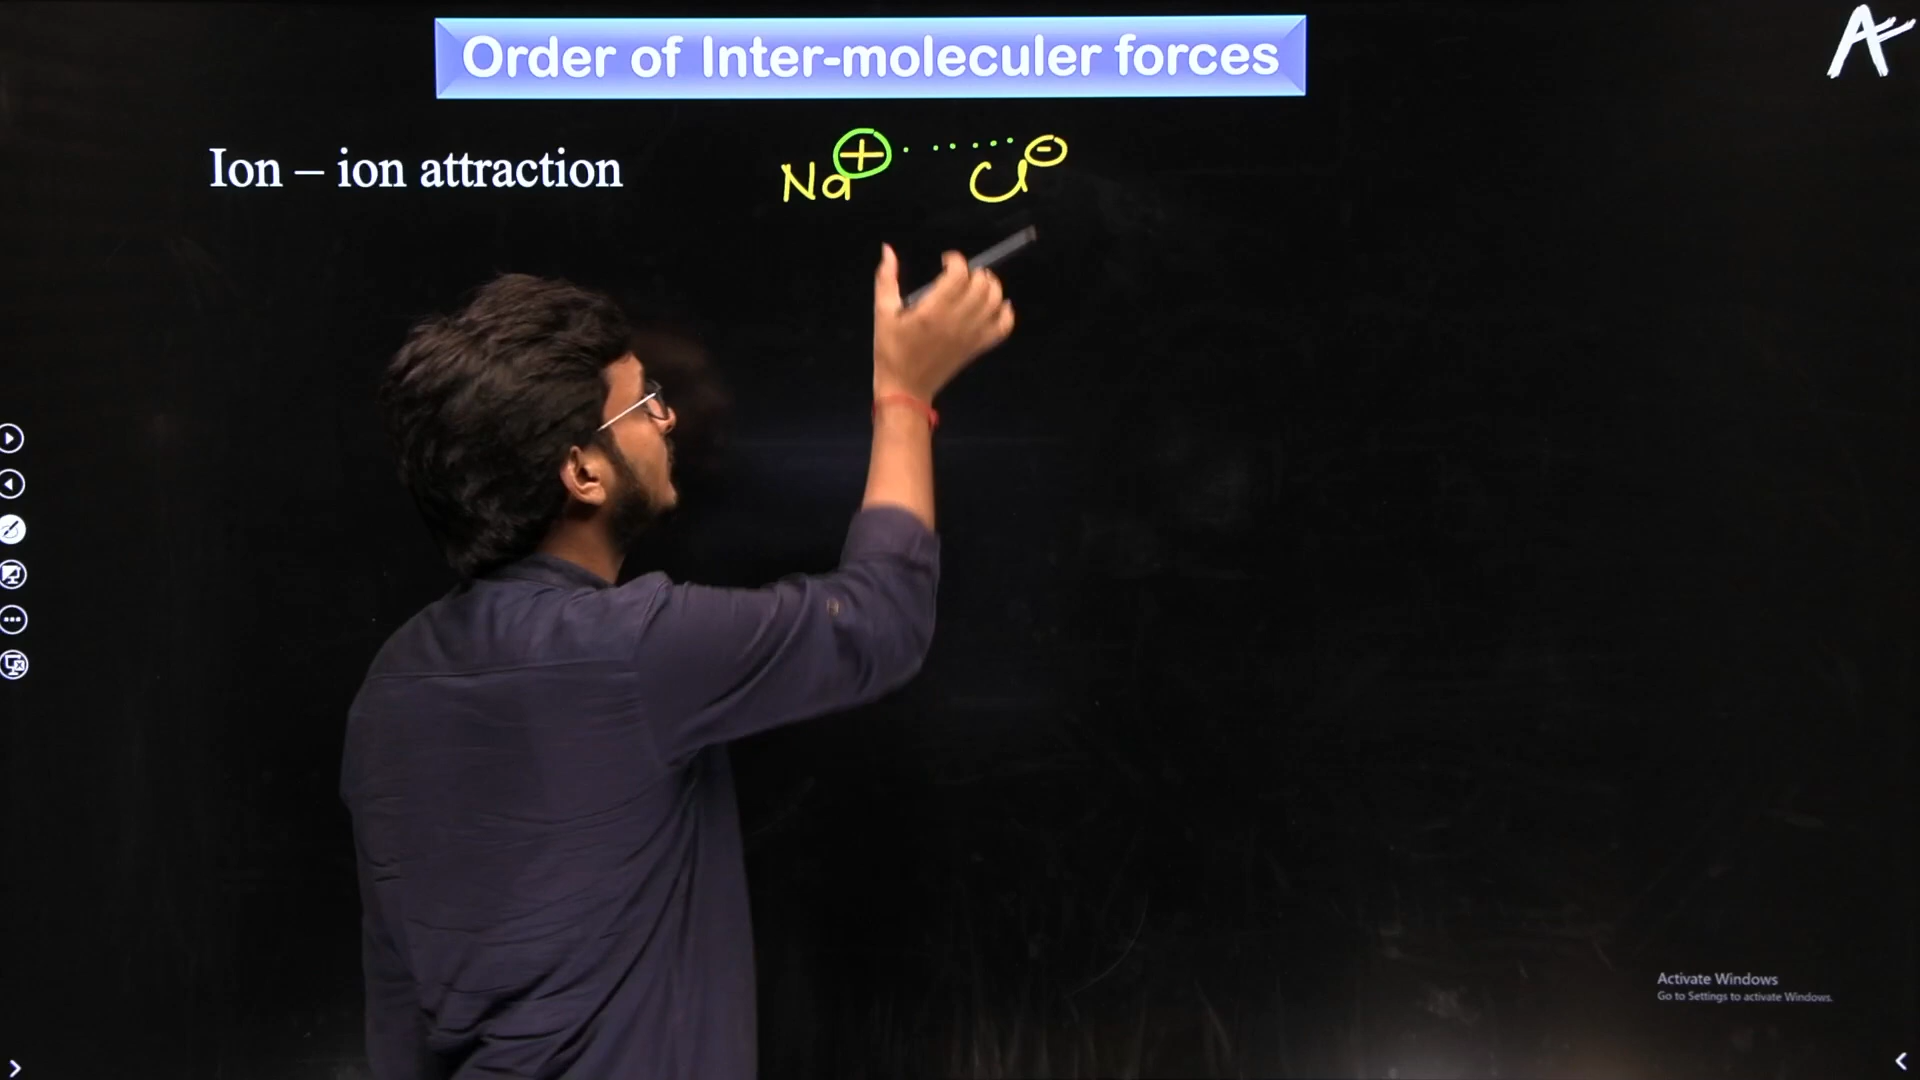 Order of Inter-moleculer forces
Ion – ion attraction
Na⊕ ...... Cl⊖
Activate Windows
Go to Settings to activate Windows.